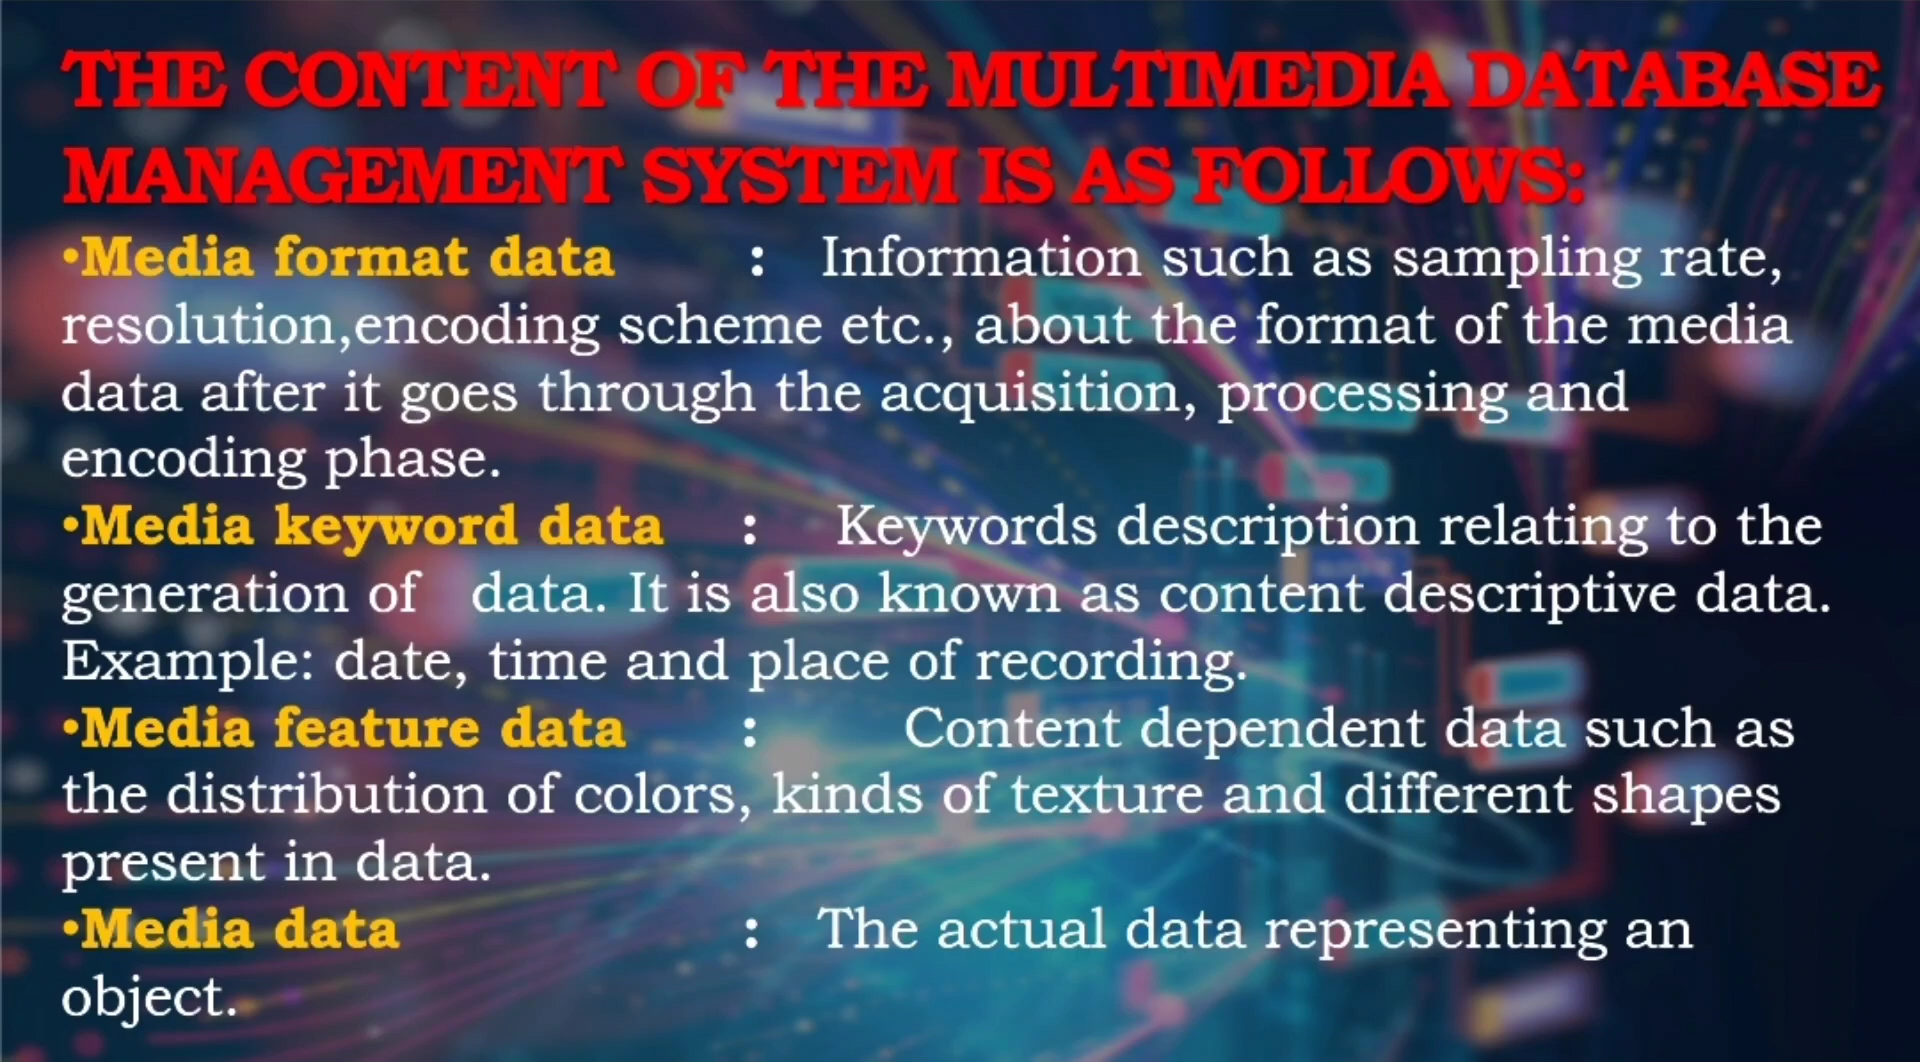 THE CONTENT OF THE MULTIMEDIA DATABASE
MANAGEMENT SYSTEM IS AS FOLLOWS:
•Media format data : Information such as sampling rate,
resolution,encoding scheme etc., about the format of the media
data after it goes through the acquisition, processing and
encoding phase.
•Media keyword data : Keywords description relating to the
generation of data. It is also known as content descriptive data.
Example: date, time and place of recording.
•Media feature data : Content dependent data such as
the distribution of colors, kinds of texture and different shapes
present in data.
•Media data : The actual data representing an
object.